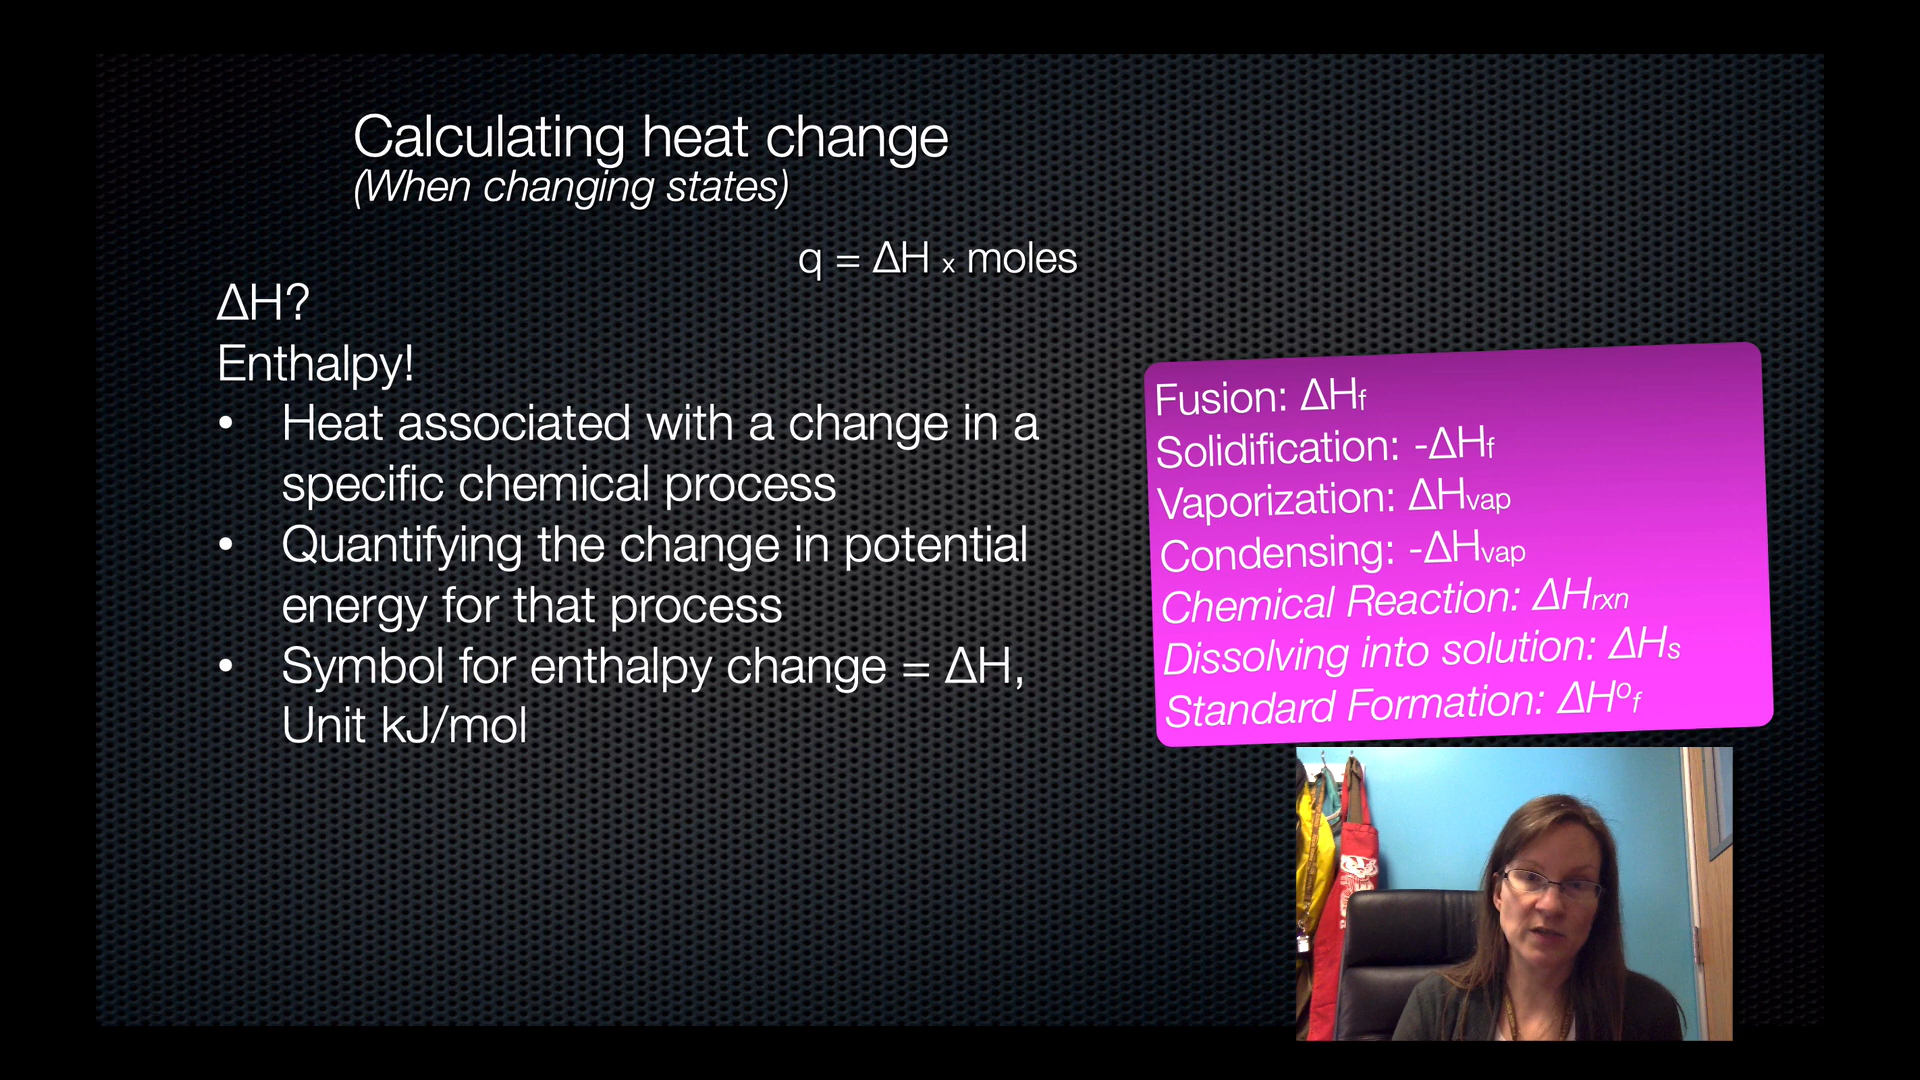 Calculating heat change
(When changing states)
q = ΔH x moles
ΔH?
Enthalpy!
• Heat associated with a change in a
specific chemical process
• Quantifying the change in potential
energy for that process
• Symbol for enthalpy change = ΔH,
Unit kJ/mol
Fusion: ΔHf
Solidification: -ΔHf
Vaporization: ΔHvap
Condensing: -ΔHvap
Chemical Reaction: ΔHrxn
Dissolving into solution: ΔHs
Standard Formation: ΔHof